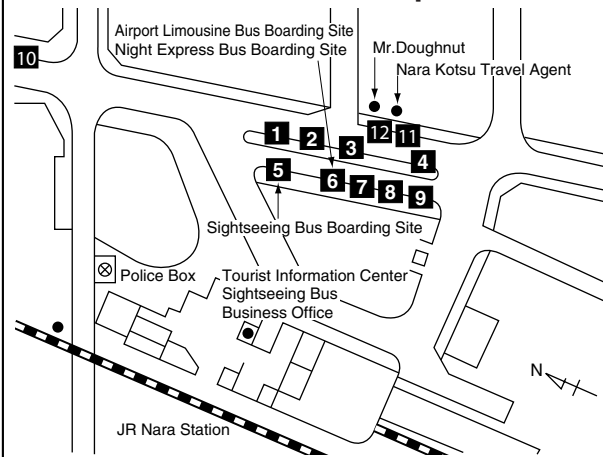 Airport Limousine Bus Boarding Site
Night Express Bus Boarding Site
Mr.Doughnut
Nara Kotsu Travel Agent
10
1
2
3
4
12
11
5
6
7
8
9
Sightseeing Bus Boarding Site
Police Box
Tourist Information Center
Sightseeing Bus
Business Office
N
JR Nara Station